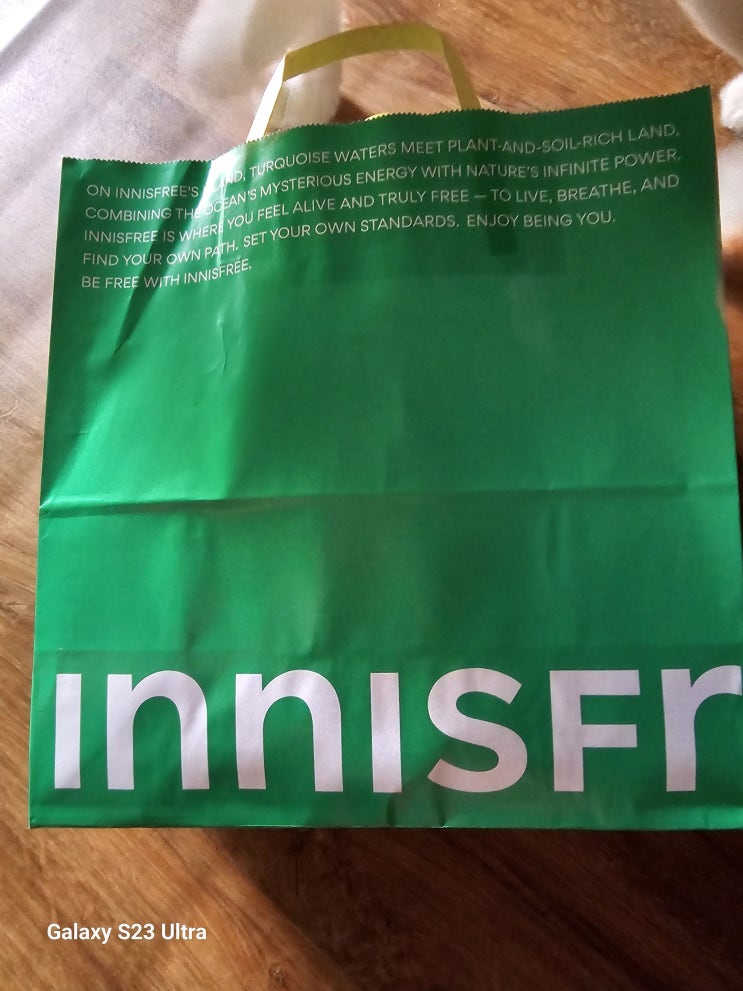 ON INNISFREE'S ISLAND, TURQUOISE WATERS MEET PLANT-AND-SOIL-RICH LAND,
COMBINING THE OCEAN'S MYSTERIOUS ENERGY WITH NATURE'S INFINITE POWER.
INNISFREE IS WHERE YOU FEEL ALIVE AND TRULY FREE — TO LIVE, BREATHE, AND
FIND YOUR OWN PATH. SET YOUR OWN STANDARDS. ENJOY BEING YOU.
BE FREE WITH INNISFREE.
INNISFr
Galaxy S23 Ultra